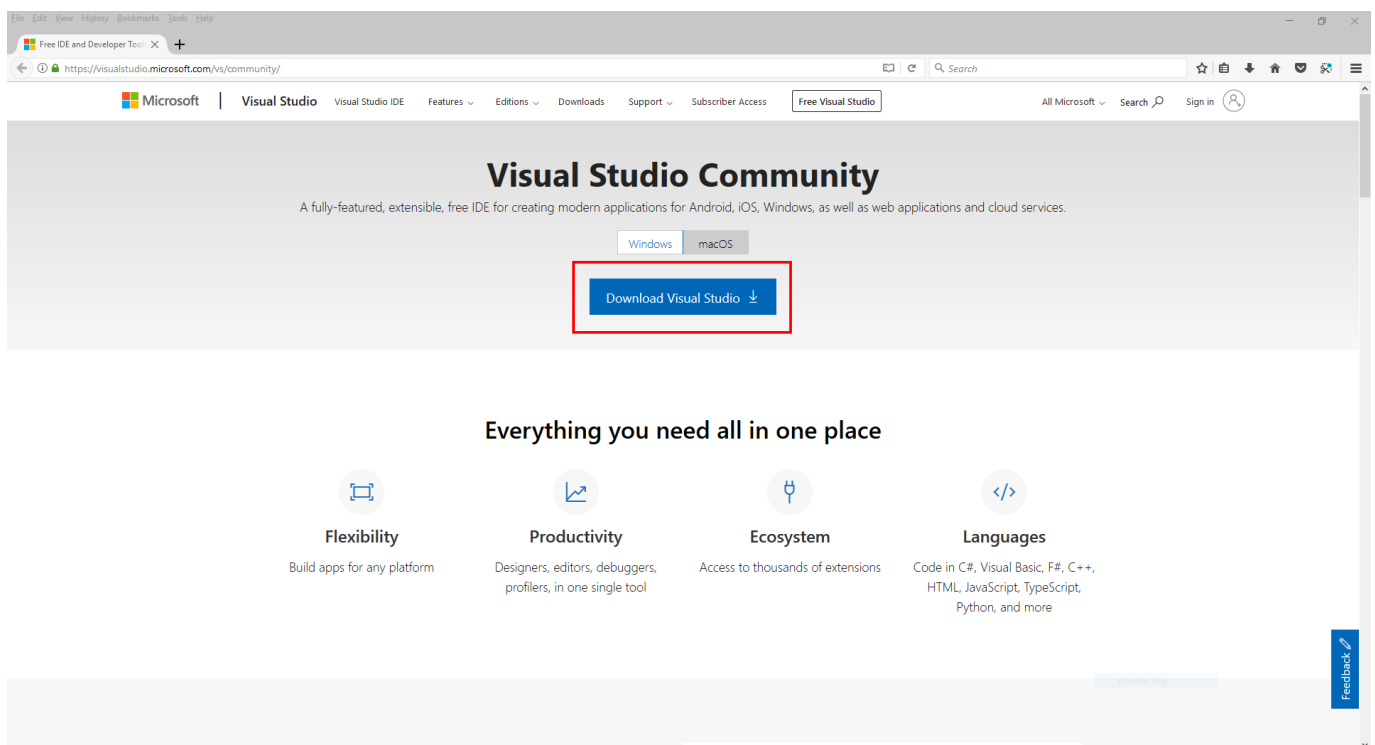 File Edit View History Bookmarks Tools Help
Free IDE and Developer Tool
https://visualstudio.microsoft.com/vs/community/ Search
Microsoft Visual Studio Visual Studio IDE Features Editions Downloads Support Subscriber Access Free Visual Studio All Microsoft Search Sign in
Visual Studio Community
A fully-featured, extensible, free IDE for creating modern applications for Android, iOS, Windows, as well as web applications and cloud services.
Windows macOS
Download Visual Studio
Everything you need all in one place
Flexibility Productivity Ecosystem Languages
Build apps for any platform Designers, editors, debuggers, Access to thousands of extensions Code in C#, Visual Basic, F#, C++,
profilers, in one single tool HTML, JavaScript, TypeScript,
Python, and more
Feedback